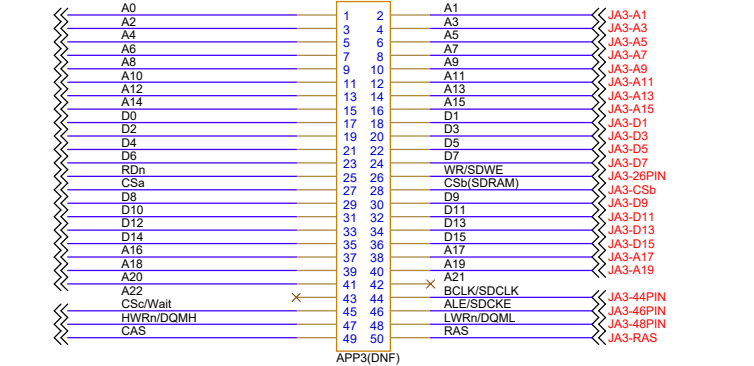 A0 1 2 A1 JA3-A1
A2 3 4 A3 JA3-A3
A4 5 6 A5 JA3-A5
A6 7 8 A7 JA3-A7
A8 9 10 A9 JA3-A9
A10 11 12 A11 JA3-A11
A12 13 14 A13 JA3-A13
A14 15 16 A15 JA3-A15
D0 17 18 D1 JA3-D1
D2 19 20 D3 JA3-D3
D4 21 22 D5 JA3-D5
D6 23 24 D7 JA3-D7
RDn 25 26 WR/SDWE JA3-26PIN
CSa 27 28 CSb(SDRAM) JA3-CSb
D8 29 30 D9 JA3-D9
D10 31 32 D11 JA3-D11
D12 33 34 D13 JA3-D13
D14 35 36 D15 JA3-D15
A16 37 38 A17 JA3-A17
A18 39 40 A19 JA3-A19
A20 41 42 A21
A22 43 44 BCLK/SDCLK JA3-44PIN
CSc/Wait 45 46 ALE/SDCKE JA3-46PIN
HWRn/DQMH 47 48 LWRn/DQML JA3-48PIN
CAS 49 50 RAS JA3-RAS
APP3(DNF)